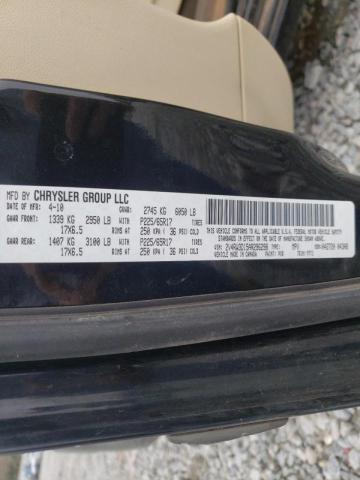 MFD BY CHRYSLER GROUP LLC
DATE OF MFR: 4-10 GVWR: 2745 KG 6050 LB
GAWR FRONT: 1339 KG 2950 LB WITH P225/65R17 TIRES
17X6.5 RIMS AT 250 KPA( 36 PSI) COLD
GAWR REAR: 1407 KG 3100 LB WITH P225/65R17 TIRES
17X6.5 RIMS AT 250 KPA( 36 PSI) COLD
THIS VEHICLE CONFORMS TO ALL APPLICABLE U.S.A. FEDERAL MOTOR VEHICLE SAFETY
STANDARDS IN EFFECT ON THE DATE OF MANUFACTURE SHOWN ABOVE.
VIN: TYPE: MPV
VEHICLE MADE IN CANADA PAINT: